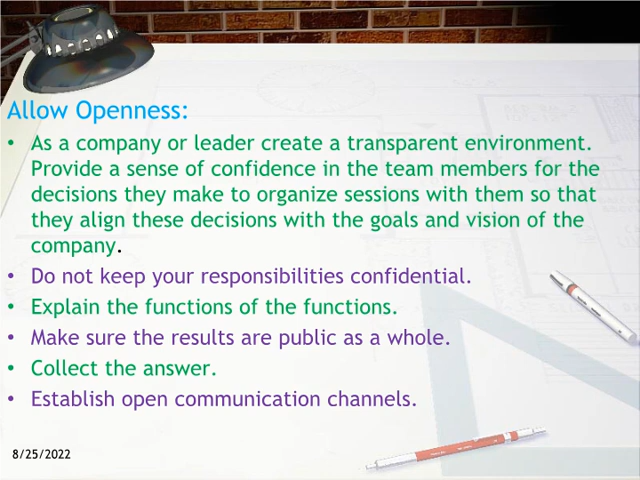 Allow Openness:
• As a company or leader create a transparent environment.
Provide a sense of confidence in the team members for the
decisions they make to organize sessions with them so that
they align these decisions with the goals and vision of the
company.
• Do not keep your responsibilities confidential.
• Explain the functions of the functions.
• Make sure the results are public as a whole.
• Collect the answer.
• Establish open communication channels.
8/25/2022